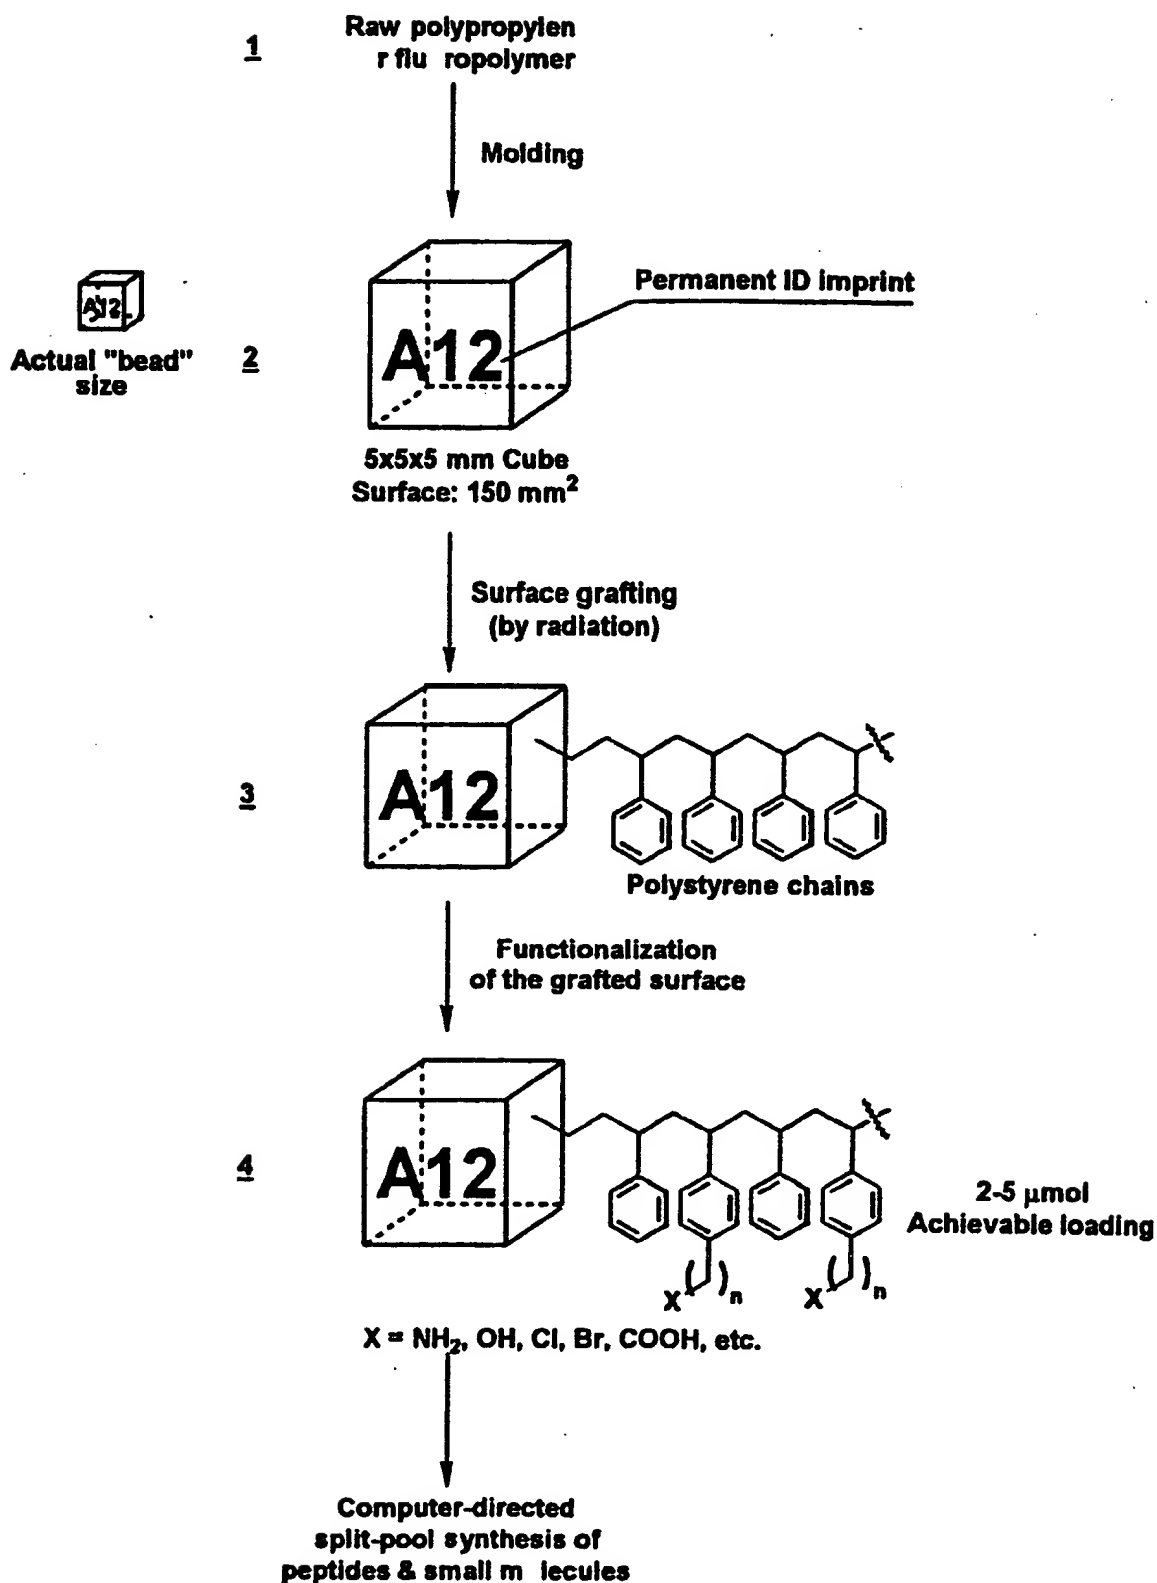 1
Raw polypropylen
r flu ropolymer
Molding
A12
Actual "bead"
size
2
A12
Permanent ID imprint
5x5x5 mm Cube
Surface: 150 mm²
Surface grafting
(by radiation)
3
A12
Polystyrene chains
Functionalization
of the grafted surface
4
A12
2-5 μmol
Achievable loading
X ( )n X ( )n
X = NH₂, OH, Cl, Br, COOH, etc.
Computer-directed
split-pool synthesis of
peptides & small m lecules